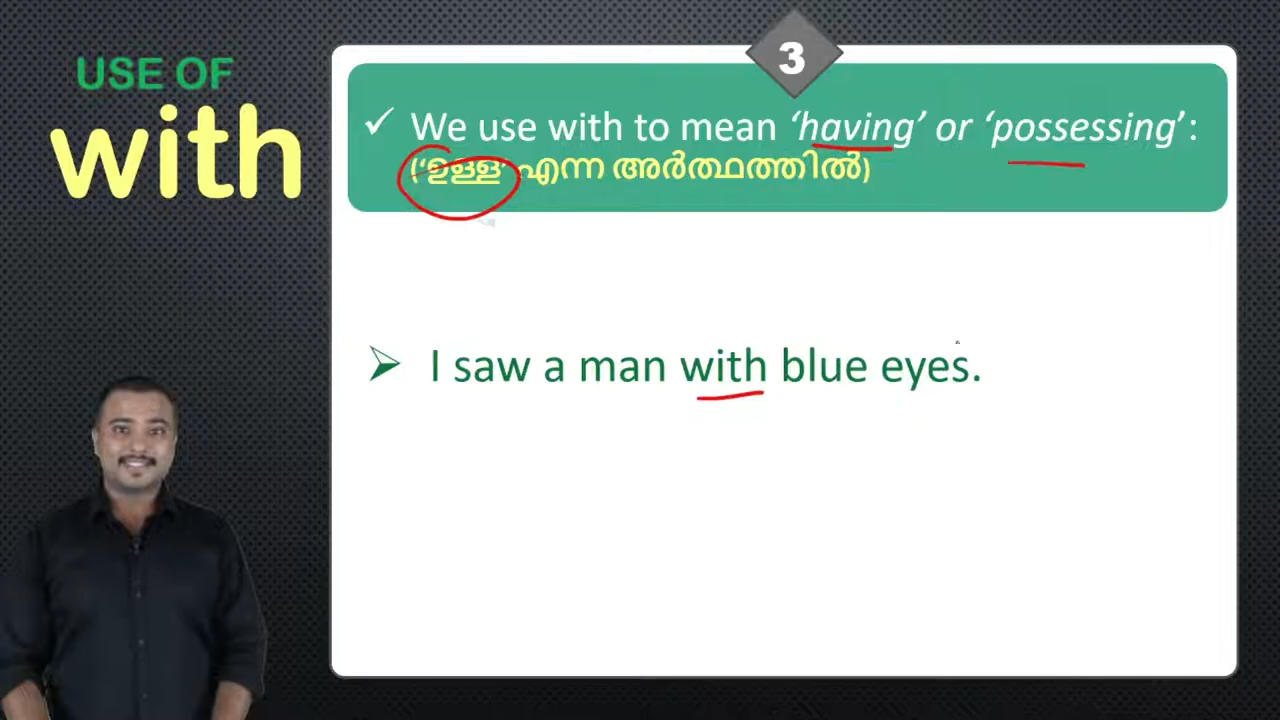 USE OF
with
3
✓ We use with to mean ‘having’ or ‘possessing’:
(‘ഉള്ള’ എന്ന അർത്ഥത്തിൽ)
➢ I saw a man with blue eyes.